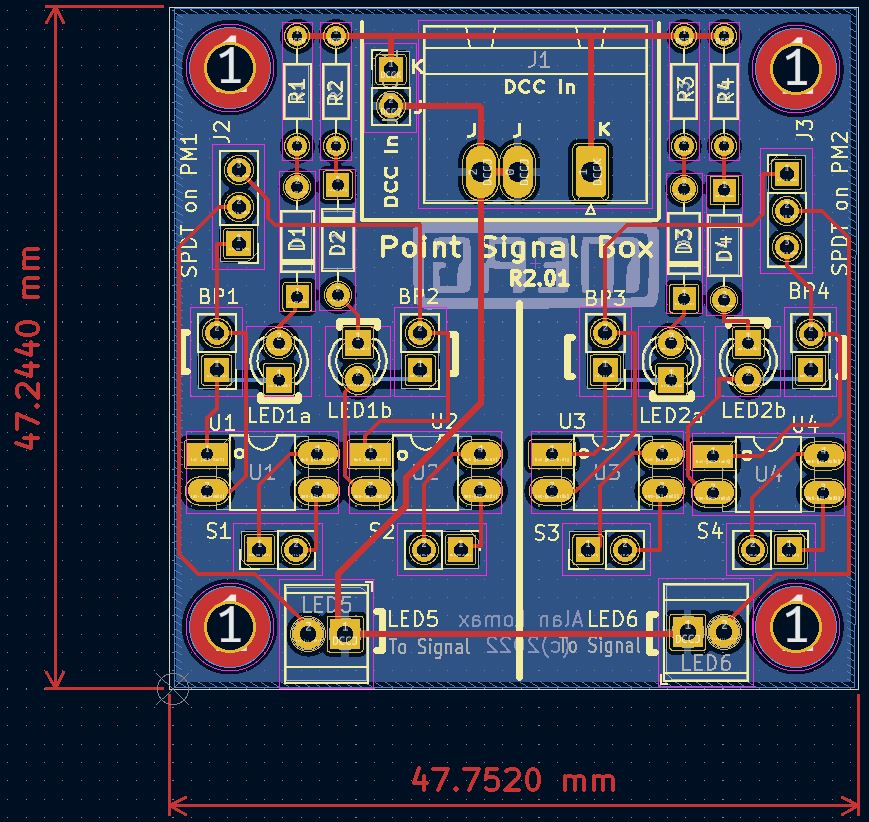 1
1
R1
R2
K
J
DCC In
J1
DCC In
J
J
K
R3
R4
J2
J3
SPDT on PM1
SPDT on PM2
D1
D2
D3
D4
Point Signal Box
R2.01
BP1
BP2
BP3
BP4
LED1a
LED1b
LED2a
LED2b
U1
U2
U3
U4
U1
J2
U3
U4
S1
S2
S3
S4
LED5
LED5
Alan Lomax
LED6
To Signal
(c)2022
To Signal
LED6
1
1
47.2440 mm
47.7520 mm